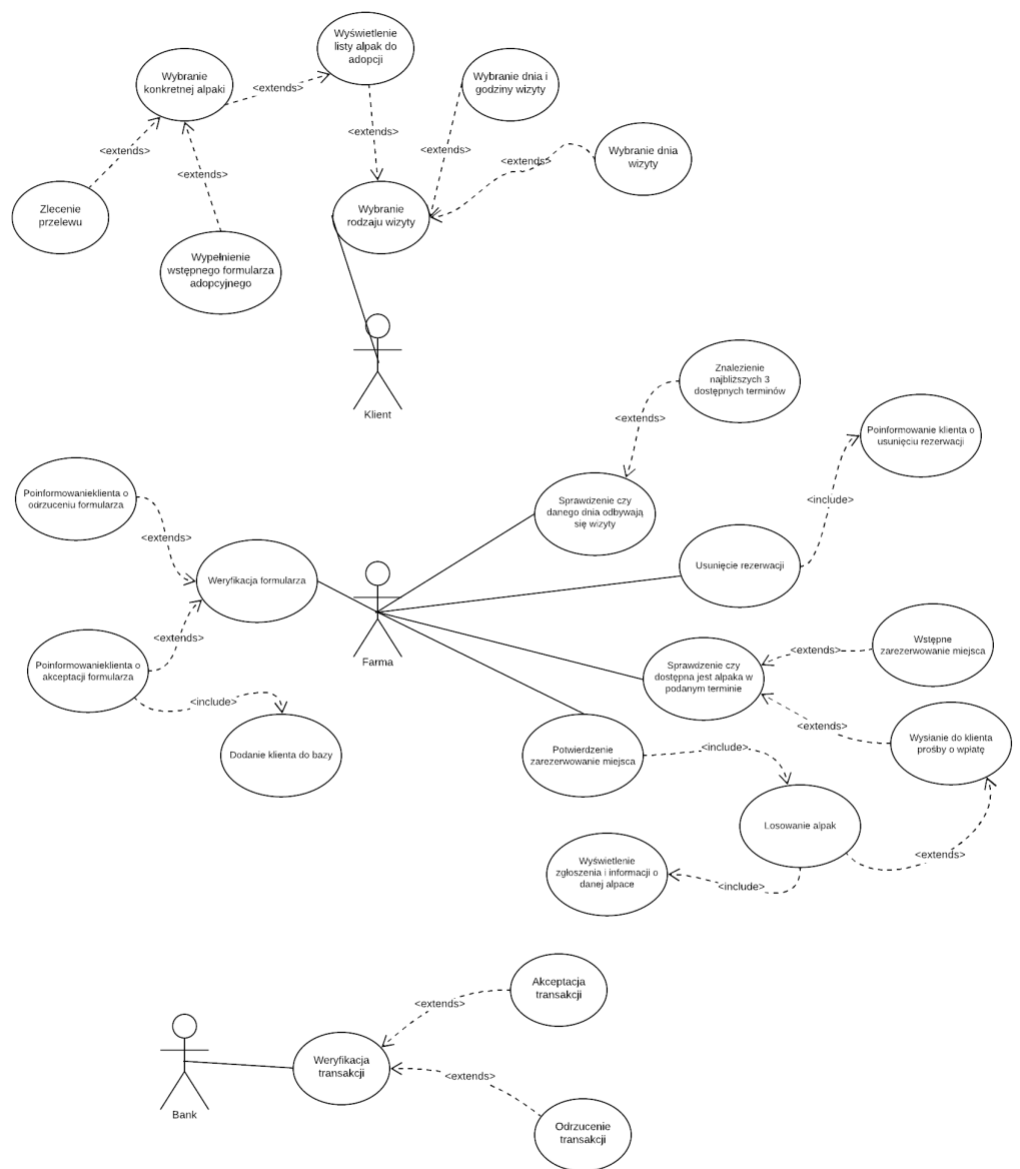 Wyświetlenie
listy alpak do
adopcji
Wybranie
konkretnej alpaki
<extends>
Wybranie dnia i
godziny wizyty
<extends>
<extends>
<extends>
<extends>
Wybranie dnia
wizyty
<extends>
Zlecenie
przelewu
Wybranie
rodzaju wizyty
Wypełnienie
wstępnego formularza
adopcyjnego
Klient
Znalezienie
najbliższych 3
dostępnych terminów
<extends>
Poinformowanie klienta o
usunięciu rezerwacji
Poinformowanieklienta o
odrzuceniu formularza
<extends>
Sprawdzenie czy
danego dnia odbywają
się wizyty
<include>
Weryfikacja formularza
Usunięcie rezerwacji
Farma
<extends>
Poinformowanieklienta o
akceptacji formularza
<include>
Dodanie klienta do bazy
Sprawdzenie czy
dostępna jest alpaka w
podanym terminie
<extends>
Wstępne
zarezerwowanie miejsca
<extends>
Wysłanie do klienta
prośby o wpłatę
Potwierdzenie
zarezerwowanie miejsca
<include>
Losowanie alpak
<extends>
Wyświetlenie
zgłoszenia i informacji o
danej alpace
<include>
Akceptacja
transakcji
<extends>
Weryfikacja
transakcji
<extends>
Bank
Odrzucenie
transakcji